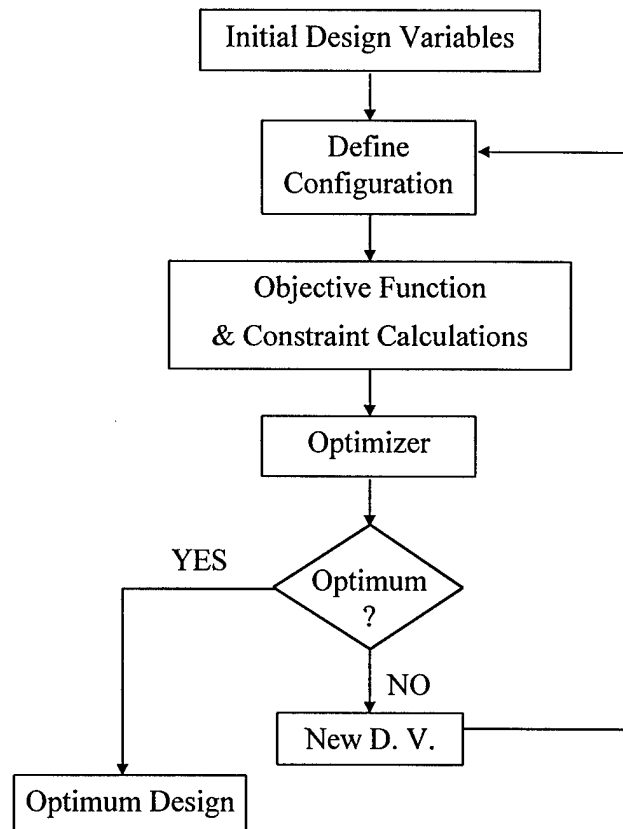 Initial Design Variables
Define
Configuration
Objective Function
& Constraint Calculations
Optimizer
YES
Optimum
?
NO
New D. V.
Optimum Design